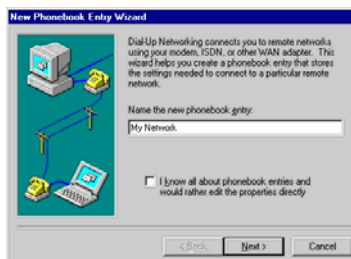 New Phonebook Entry Wizard
Dial-Up Networking connects you to remote networks
using your modem, ISDN, or other WAN adapter. This
wizard helps you create a phonebook entry that stores
the settings needed to connect to a particular remote
network.
Name the new phonebook entry:
My Network
I know all about phonebook entries and
would rather edit the properties directly
< Back
Next >
Cancel